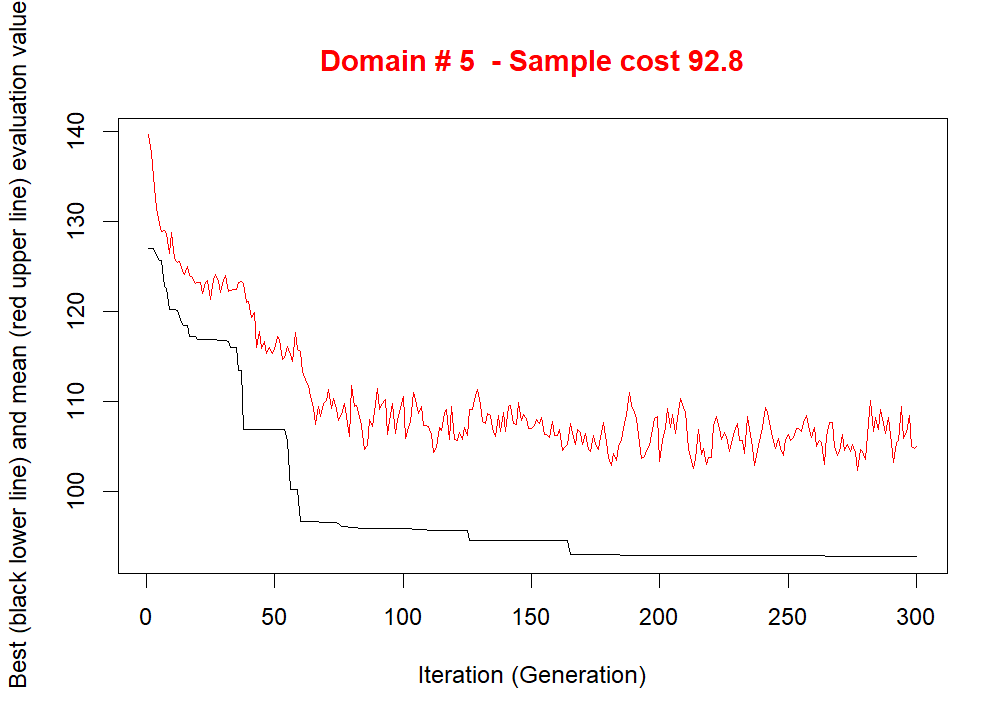 Domain # 5  - Sample cost 92.8
Best (black lower line) and mean (red upper line) evaluation value
140
130
120
110
100
0 50 100 150 200 250 300
Iteration (Generation)